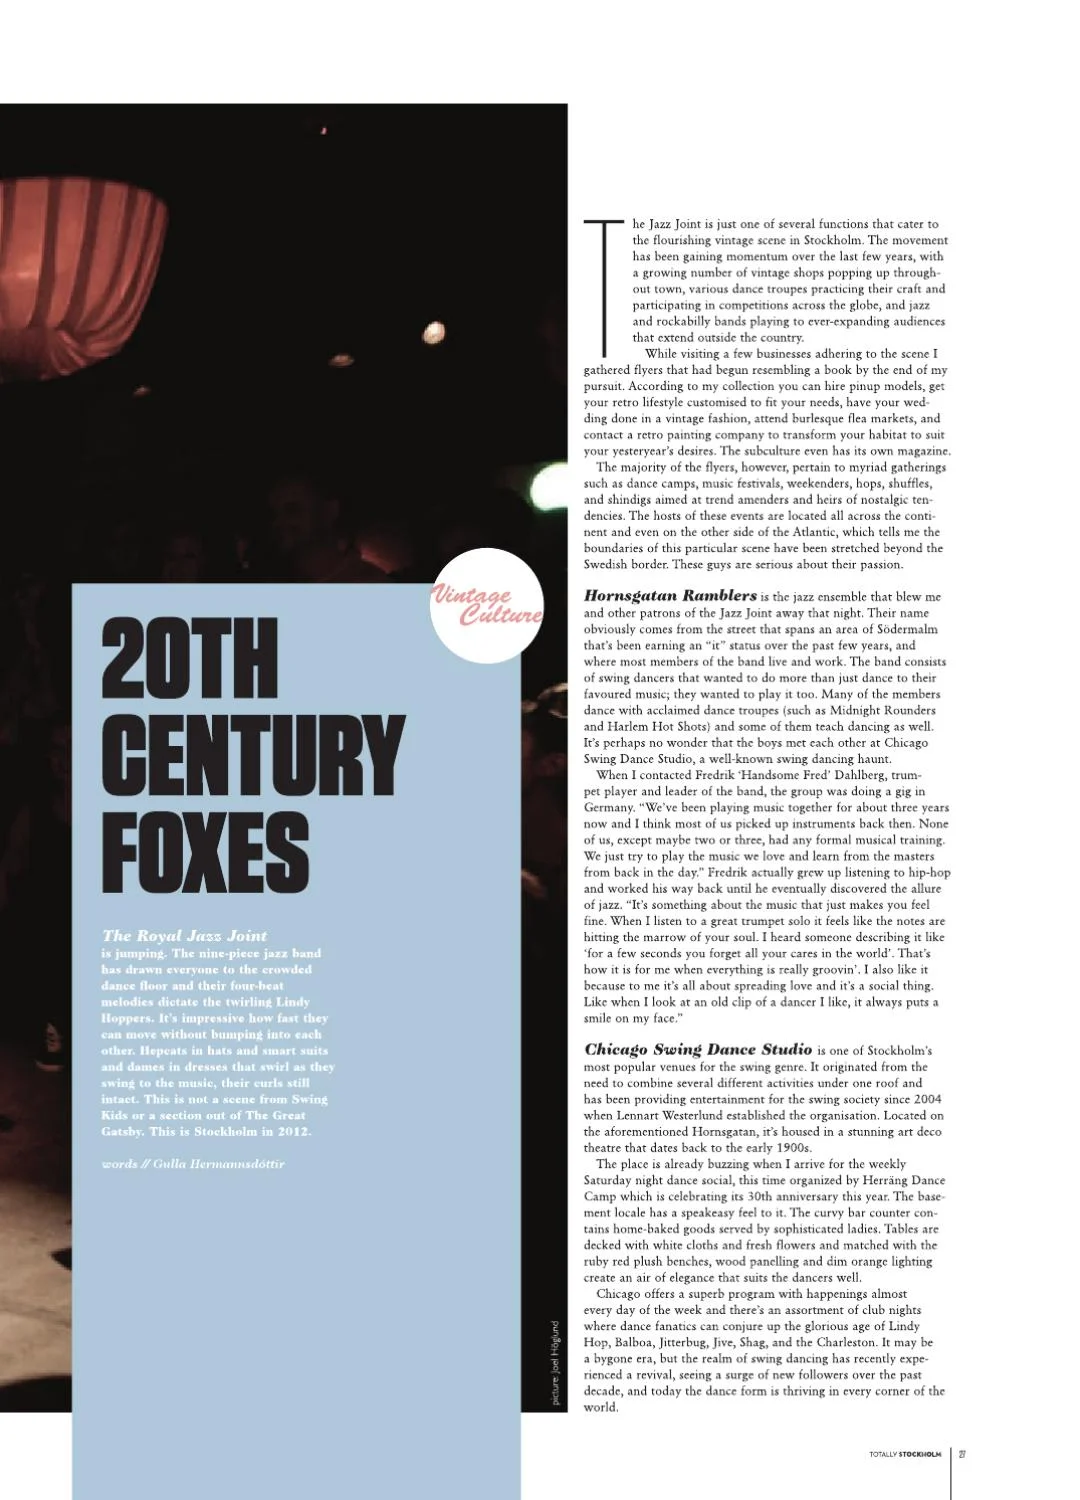 Vintage
Culture
20TH
CENTURY
FOXES
The Royal Jazz Joint
is jumping. The nine-piece jazz band
has drawn everyone to the crowded
dance floor and their four-beat
melodies dictate the twirling Lindy
Hoppers. It's impressive how fast they
can move without bumping into each
other. Hepcats in hats and smart suits
and dames in dresses that swirl as they
swing to the music, their curls still
intact. This is not a scene from Swing
Kids or a section out of The Great
Gatsby. This is Stockholm in 2012.
words // Gulla Hermannsdóttir
picture: Joel Höglund
The Jazz Joint is just one of several functions that cater to
the flourishing vintage scene in Stockholm. The movement
has been gaining momentum over the last few years, with
a growing number of vintage shops popping up through-
out town, various dance troupes practicing their craft and
participating in competitions across the globe, and jazz
and rockabilly bands playing to ever-expanding audiences
that extend outside the country.
While visiting a few businesses adhering to the scene I
gathered flyers that had begun resembling a book by the end of my
pursuit. According to my collection you can hire pinup models, get
your retro lifestyle customised to fit your needs, have your wed-
ding done in a vintage fashion, attend burlesque flea markets, and
contact a retro painting company to transform your habitat to suit
your yesteryear's desires. The subculture even has its own magazine.
The majority of the flyers, however, pertain to myriad gatherings
such as dance camps, music festivals, weekenders, hops, shuffles,
and shindigs aimed at trend amenders and heirs of nostalgic ten-
dencies. The hosts of these events are located all across the conti-
nent and even on the other side of the Atlantic, which tells me the
boundaries of this particular scene have been stretched beyond the
Swedish border. These guys are serious about their passion.
Hornsgatan Ramblers is the jazz ensemble that blew me
and other patrons of the Jazz Joint away that night. Their name
obviously comes from the street that spans an area of Södermalm
that's been earning an "it" status over the past few years, and
where most members of the band live and work. The band consists
of swing dancers that wanted to do more than just dance to their
favoured music; they wanted to play it too. Many of the members
dance with acclaimed dance troupes (such as Midnight Rounders
and Harlem Hot Shots) and some of them teach dancing as well.
It's perhaps no wonder that the boys met each other at Chicago
Swing Dance Studio, a well-known swing dancing haunt.
When I contacted Fredrik 'Handsome Fred' Dahlberg, trum-
pet player and leader of the band, the group was doing a gig in
Germany. "We've been playing music together for about three years
now and I think most of us picked up instruments back then. None
of us, except maybe two or three, had any formal musical training.
We just try to play the music we love and learn from the masters
from back in the day." Fredrik actually grew up listening to hip-hop
and worked his way back until he eventually discovered the allure
of jazz. "It's something about the music that just makes you feel
fine. When I listen to a great trumpet solo it feels like the notes are
hitting the marrow of your soul. I heard someone describing it like
'for a few seconds you forget all your cares in the world'. That's
how it is for me when everything is really groovin'. I also like it
because to me it's all about spreading love and it's a social thing.
Like when I look at an old clip of a dancer I like, it always puts a
smile on my face."
Chicago Swing Dance Studio is one of Stockholm's
most popular venues for the swing genre. It originated from the
need to combine several different activities under one roof and
has been providing entertainment for the swing society since 2004
when Lennart Westerlund established the organisation. Located on
the aforementioned Hornsgatan, it's housed in a stunning art deco
theatre that dates back to the early 1900s.
The place is already buzzing when I arrive for the weekly
Saturday night dance social, this time organized by Herräng Dance
Camp which is celebrating its 30th anniversary this year. The base-
ment locale has a speakeasy feel to it. The curvy bar counter con-
tains home-baked goods served by sophisticated ladies. Tables are
decked with white cloths and fresh flowers and matched with the
ruby red plush benches, wood panelling and dim orange lighting
create an air of elegance that suits the dancers well.
Chicago offers a superb program with happenings almost
every day of the week and there's an assortment of club nights
where dance fanatics can conjure up the glorious age of Lindy
Hop, Balboa, Jitterbug, Jive, Shag, and the Charleston. It may be
a bygone era, but the realm of swing dancing has recently expe-
rienced a revival, seeing a surge of new followers over the past
decade, and today the dance form is thriving in every corner of the
world.
TOTALLY STOCKHOLM 27